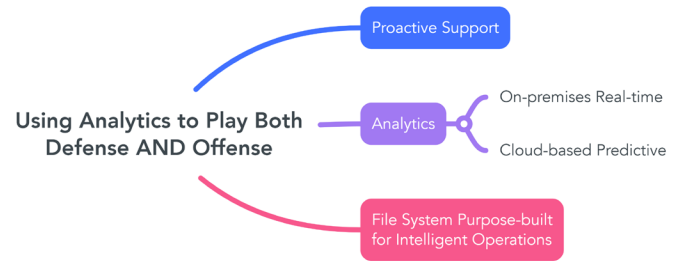 Proactive Support
Using Analytics to Play Both
Defense AND Offense
Analytics
On-premises Real-time
Cloud-based Predictive
File System Purpose-built
for Intelligent Operations